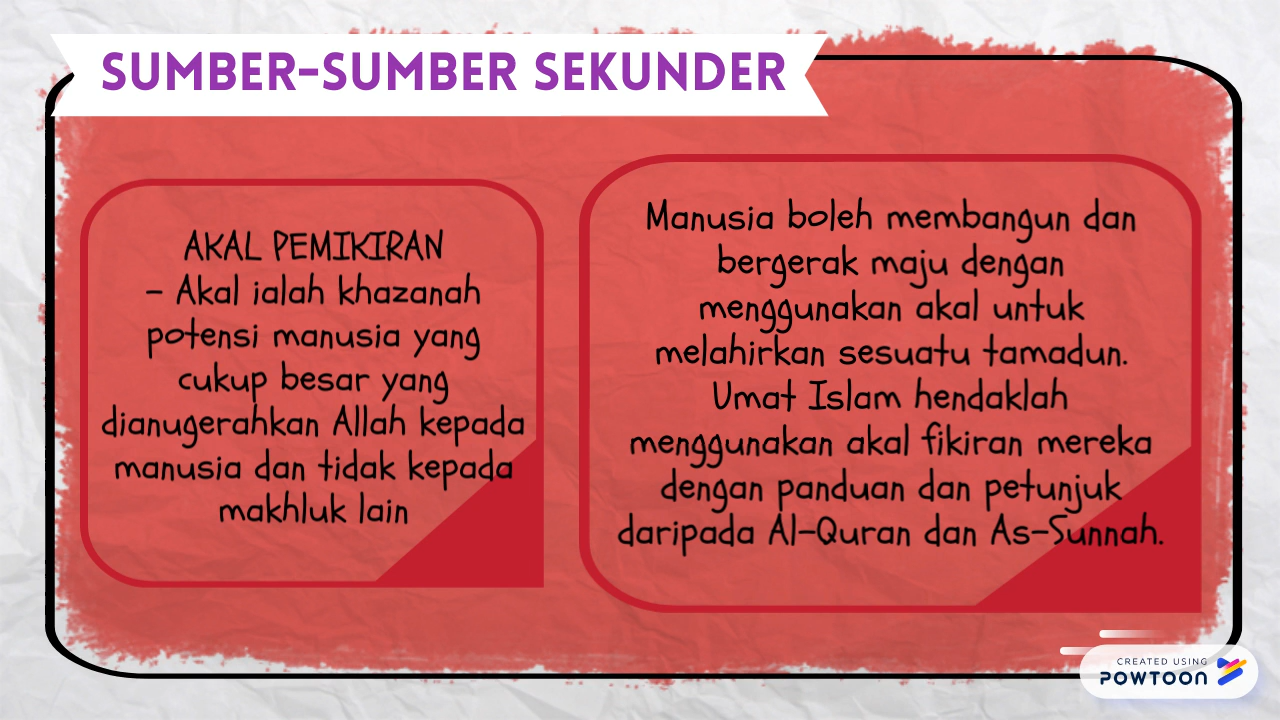 SUMBER-SUMBER SEKUNDER
AKAL PEMIKIRAN
- Akal ialah khazanah
potensi manusia yang
cukup besar yang
dianugerahkan Allah kepada
manusia dan tidak kepada
makhluk lain
Manusia boleh membangun dan
bergerak maju dengan
menggunakan akal untuk
melahirkan sesuatu tamadun.
Umat Islam hendaklah
menggunakan akal fikiran mereka
dengan panduan dan petunjuk
daripada Al-Quran dan As-Sunnah.
CREATED USING
POWTOON